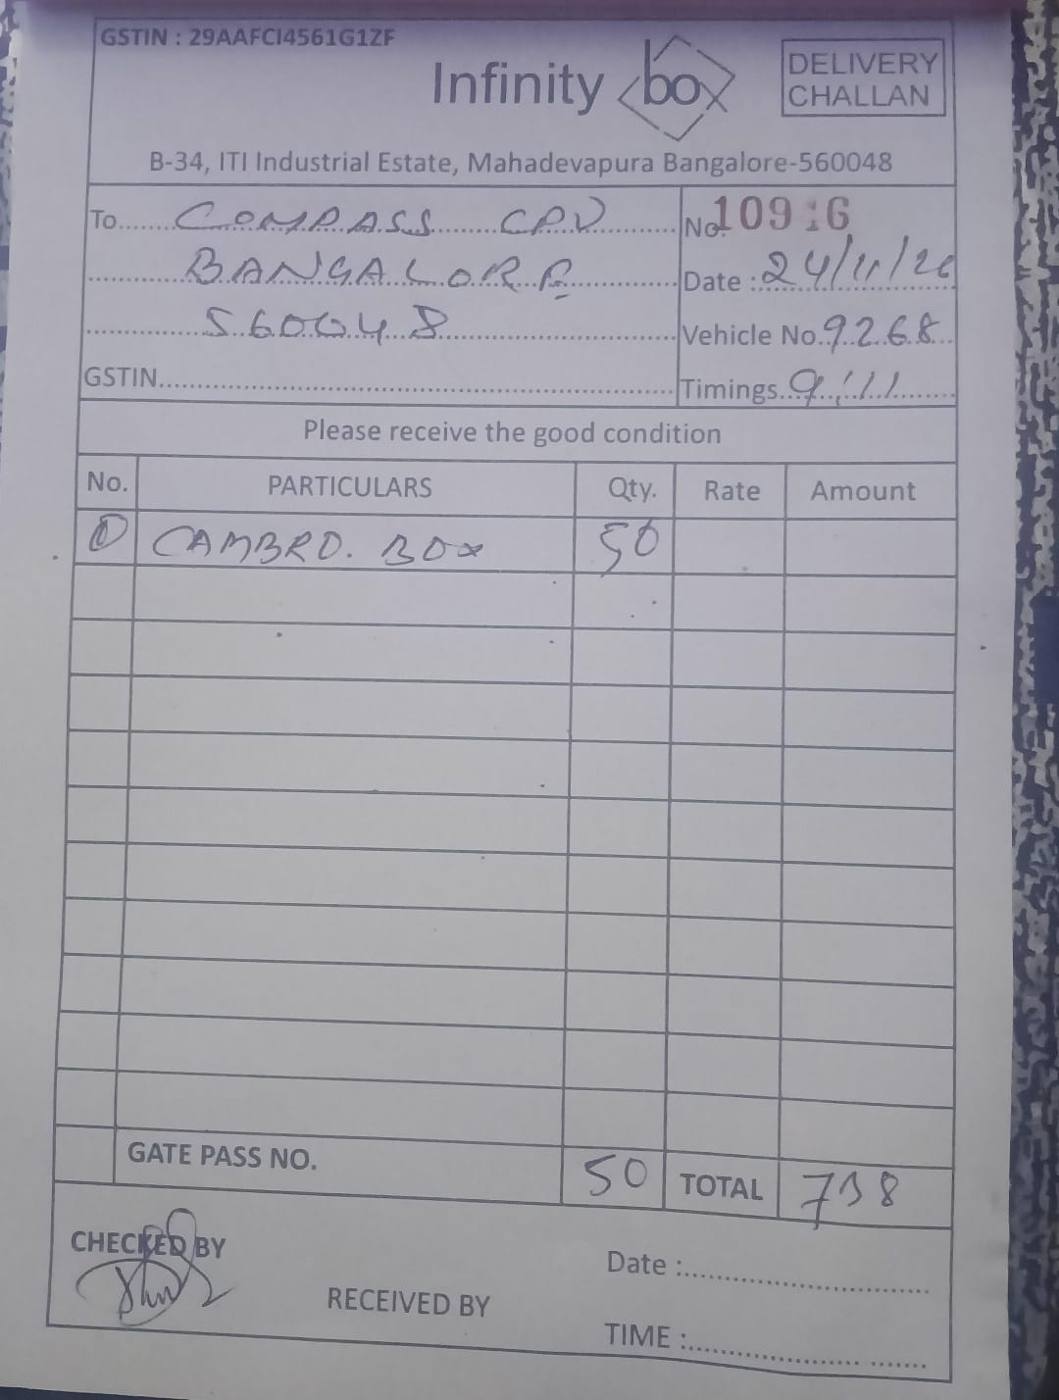 GSTIN : 29AAFCI4561G1ZF
Infinity box
DELIVERY CHALLAN
B-34, ITI Industrial Estate, Mahadevapura Bangalore-560048
To COMPASS CPU
BANGALORE
560048
GSTIN
No.
Date : 24/11/
Vehicle No. 9268
Timings
Please receive the good condition
No. PARTICULARS Qty. Rate Amount
1 CAMBRO. BOX 50
GATE PASS NO. 50 TOTAL
CHECKED BY
RECEIVED BY
Date :
TIME :